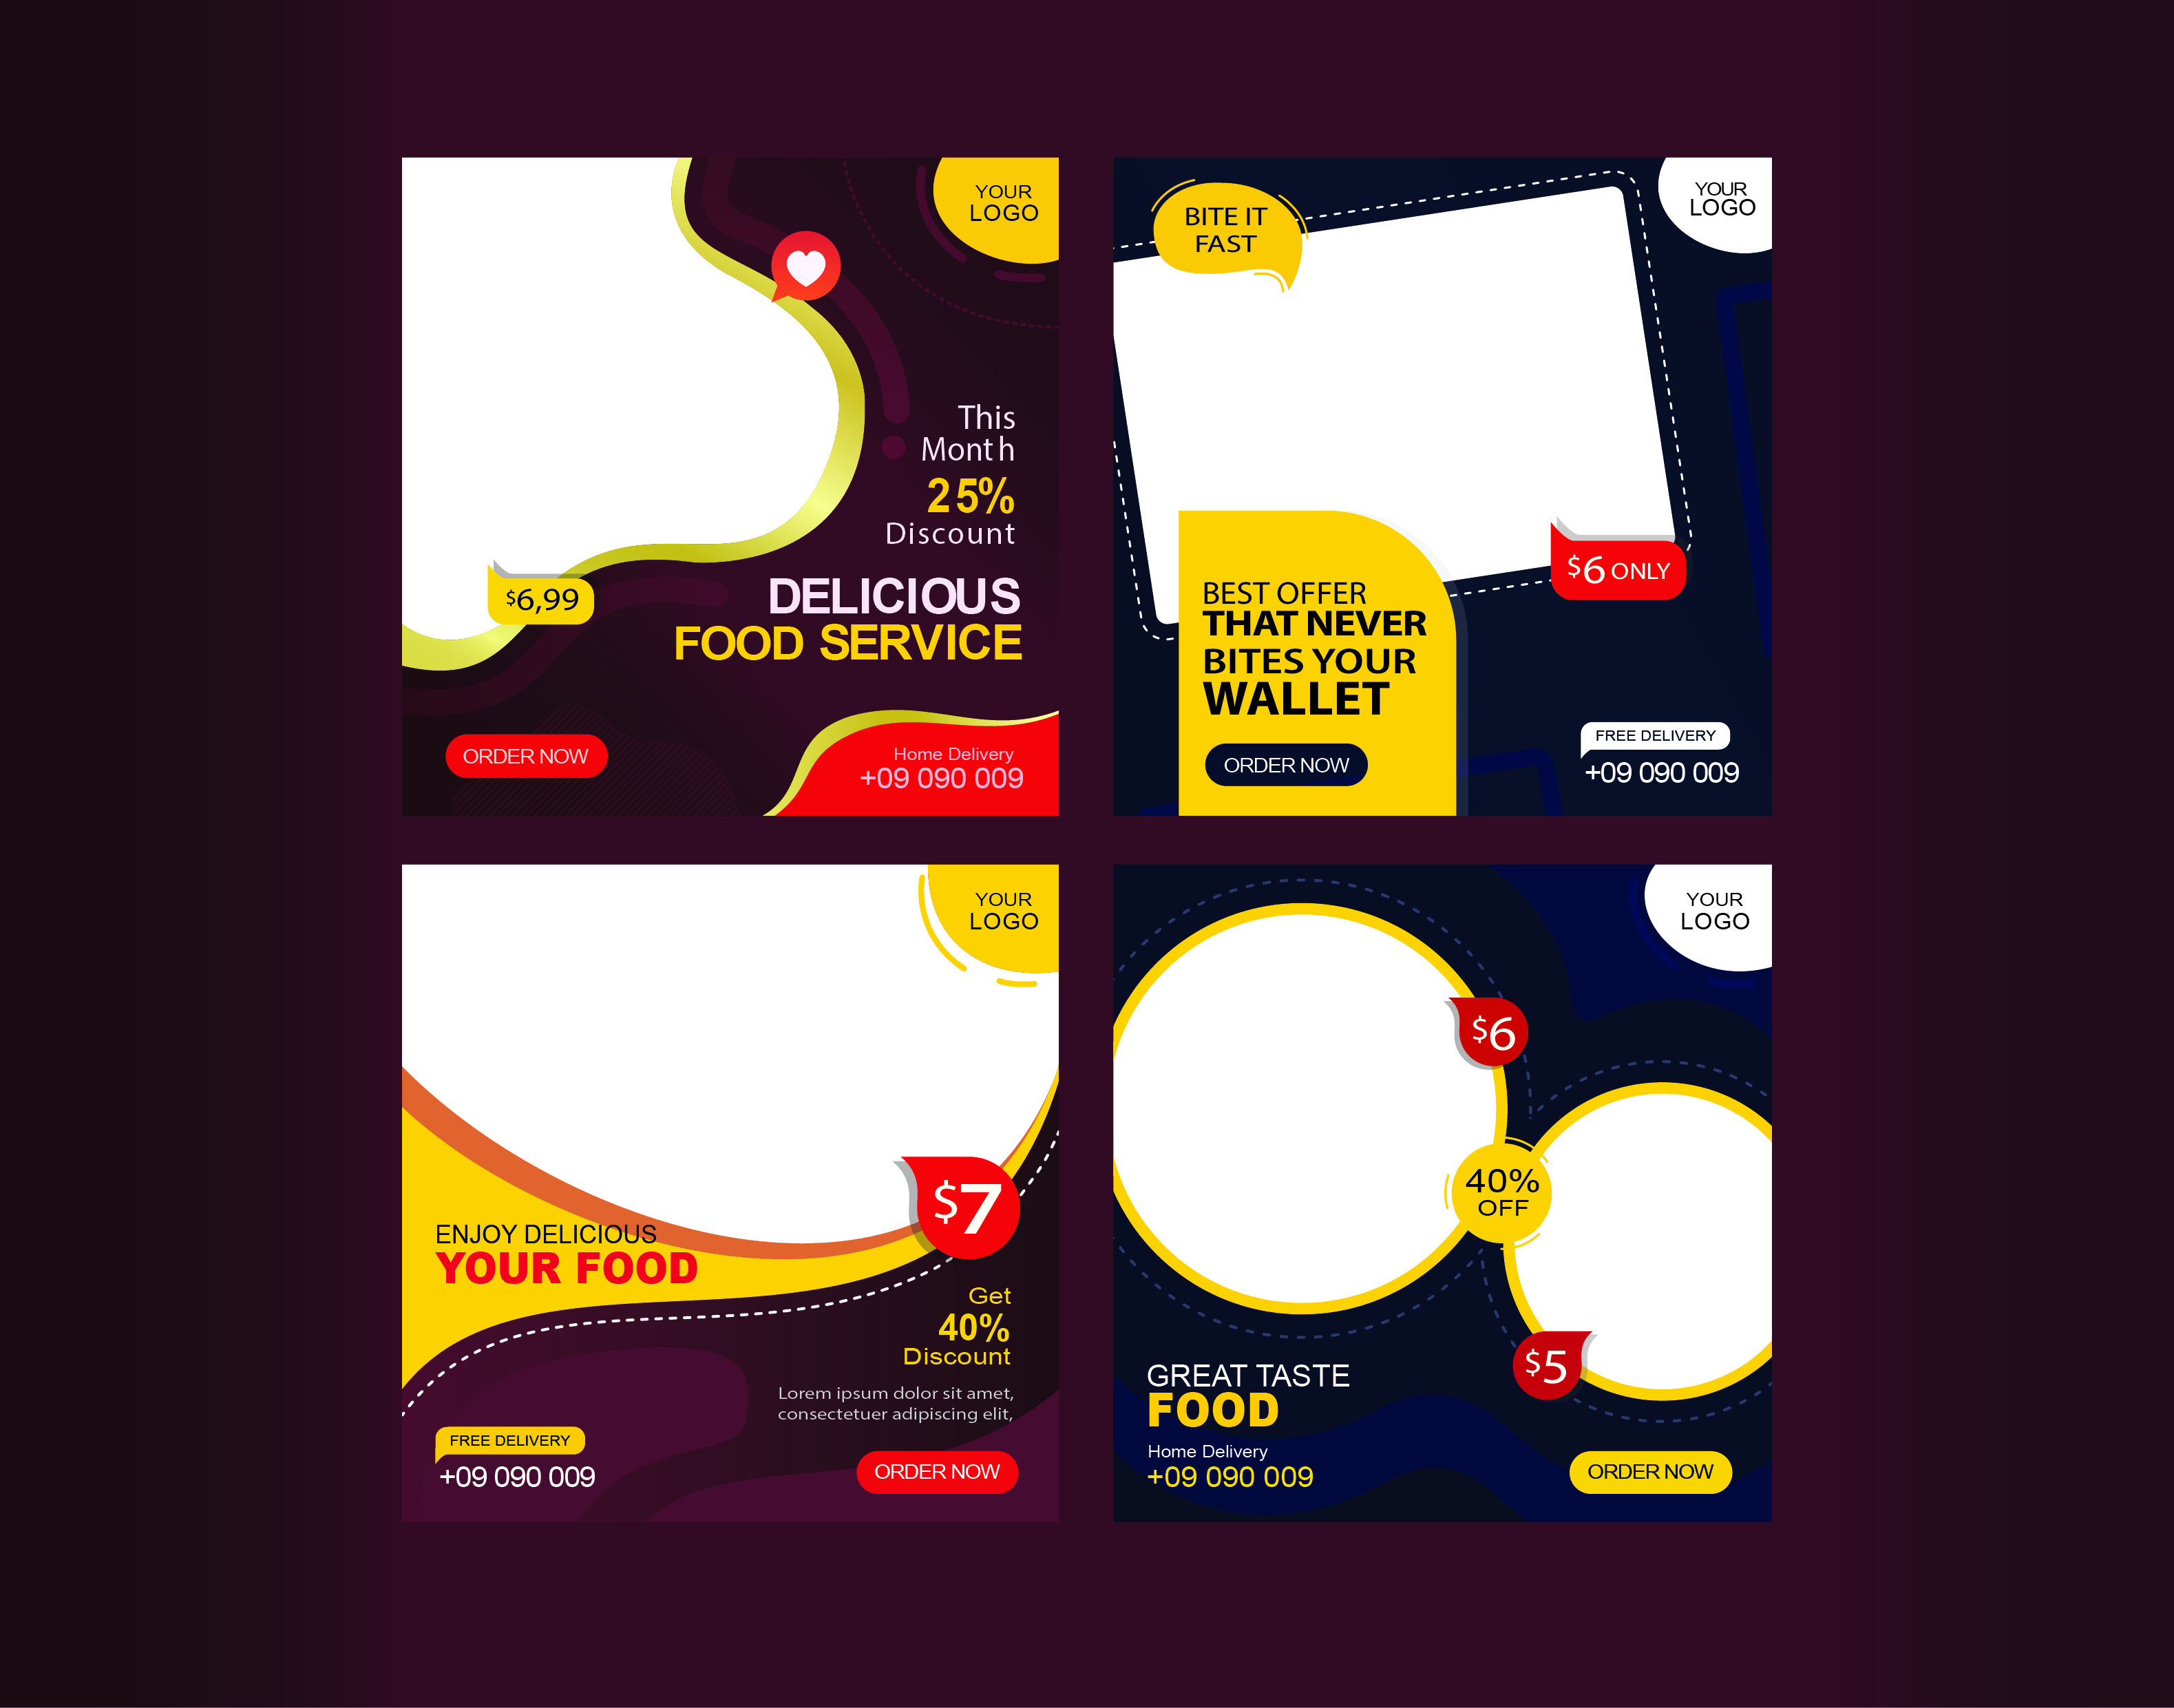 YOUR
LOGO
This
Month
25%
Discount
DELICIOUS
FOOD SERVICE
$6,99
ORDER NOW
Home Delivery
+09 090 009
BITE IT
FAST
YOUR
LOGO
$6 ONLY
BEST OFFER
THAT NEVER
BITES YOUR
WALLET
ORDER NOW
FREE DELIVERY
+09 090 009
YOUR
LOGO
$7
ENJOY DELICIOUS
YOUR FOOD
Get
40%
Discount
Lorem ipsum dolor sit amet,
consectetuer adipiscing elit,
FREE DELIVERY
+09 090 009
ORDER NOW
YOUR
LOGO
$6
40%
OFF
$5
GREAT TASTE
FOOD
Home Delivery
+09 090 009
ORDER NOW